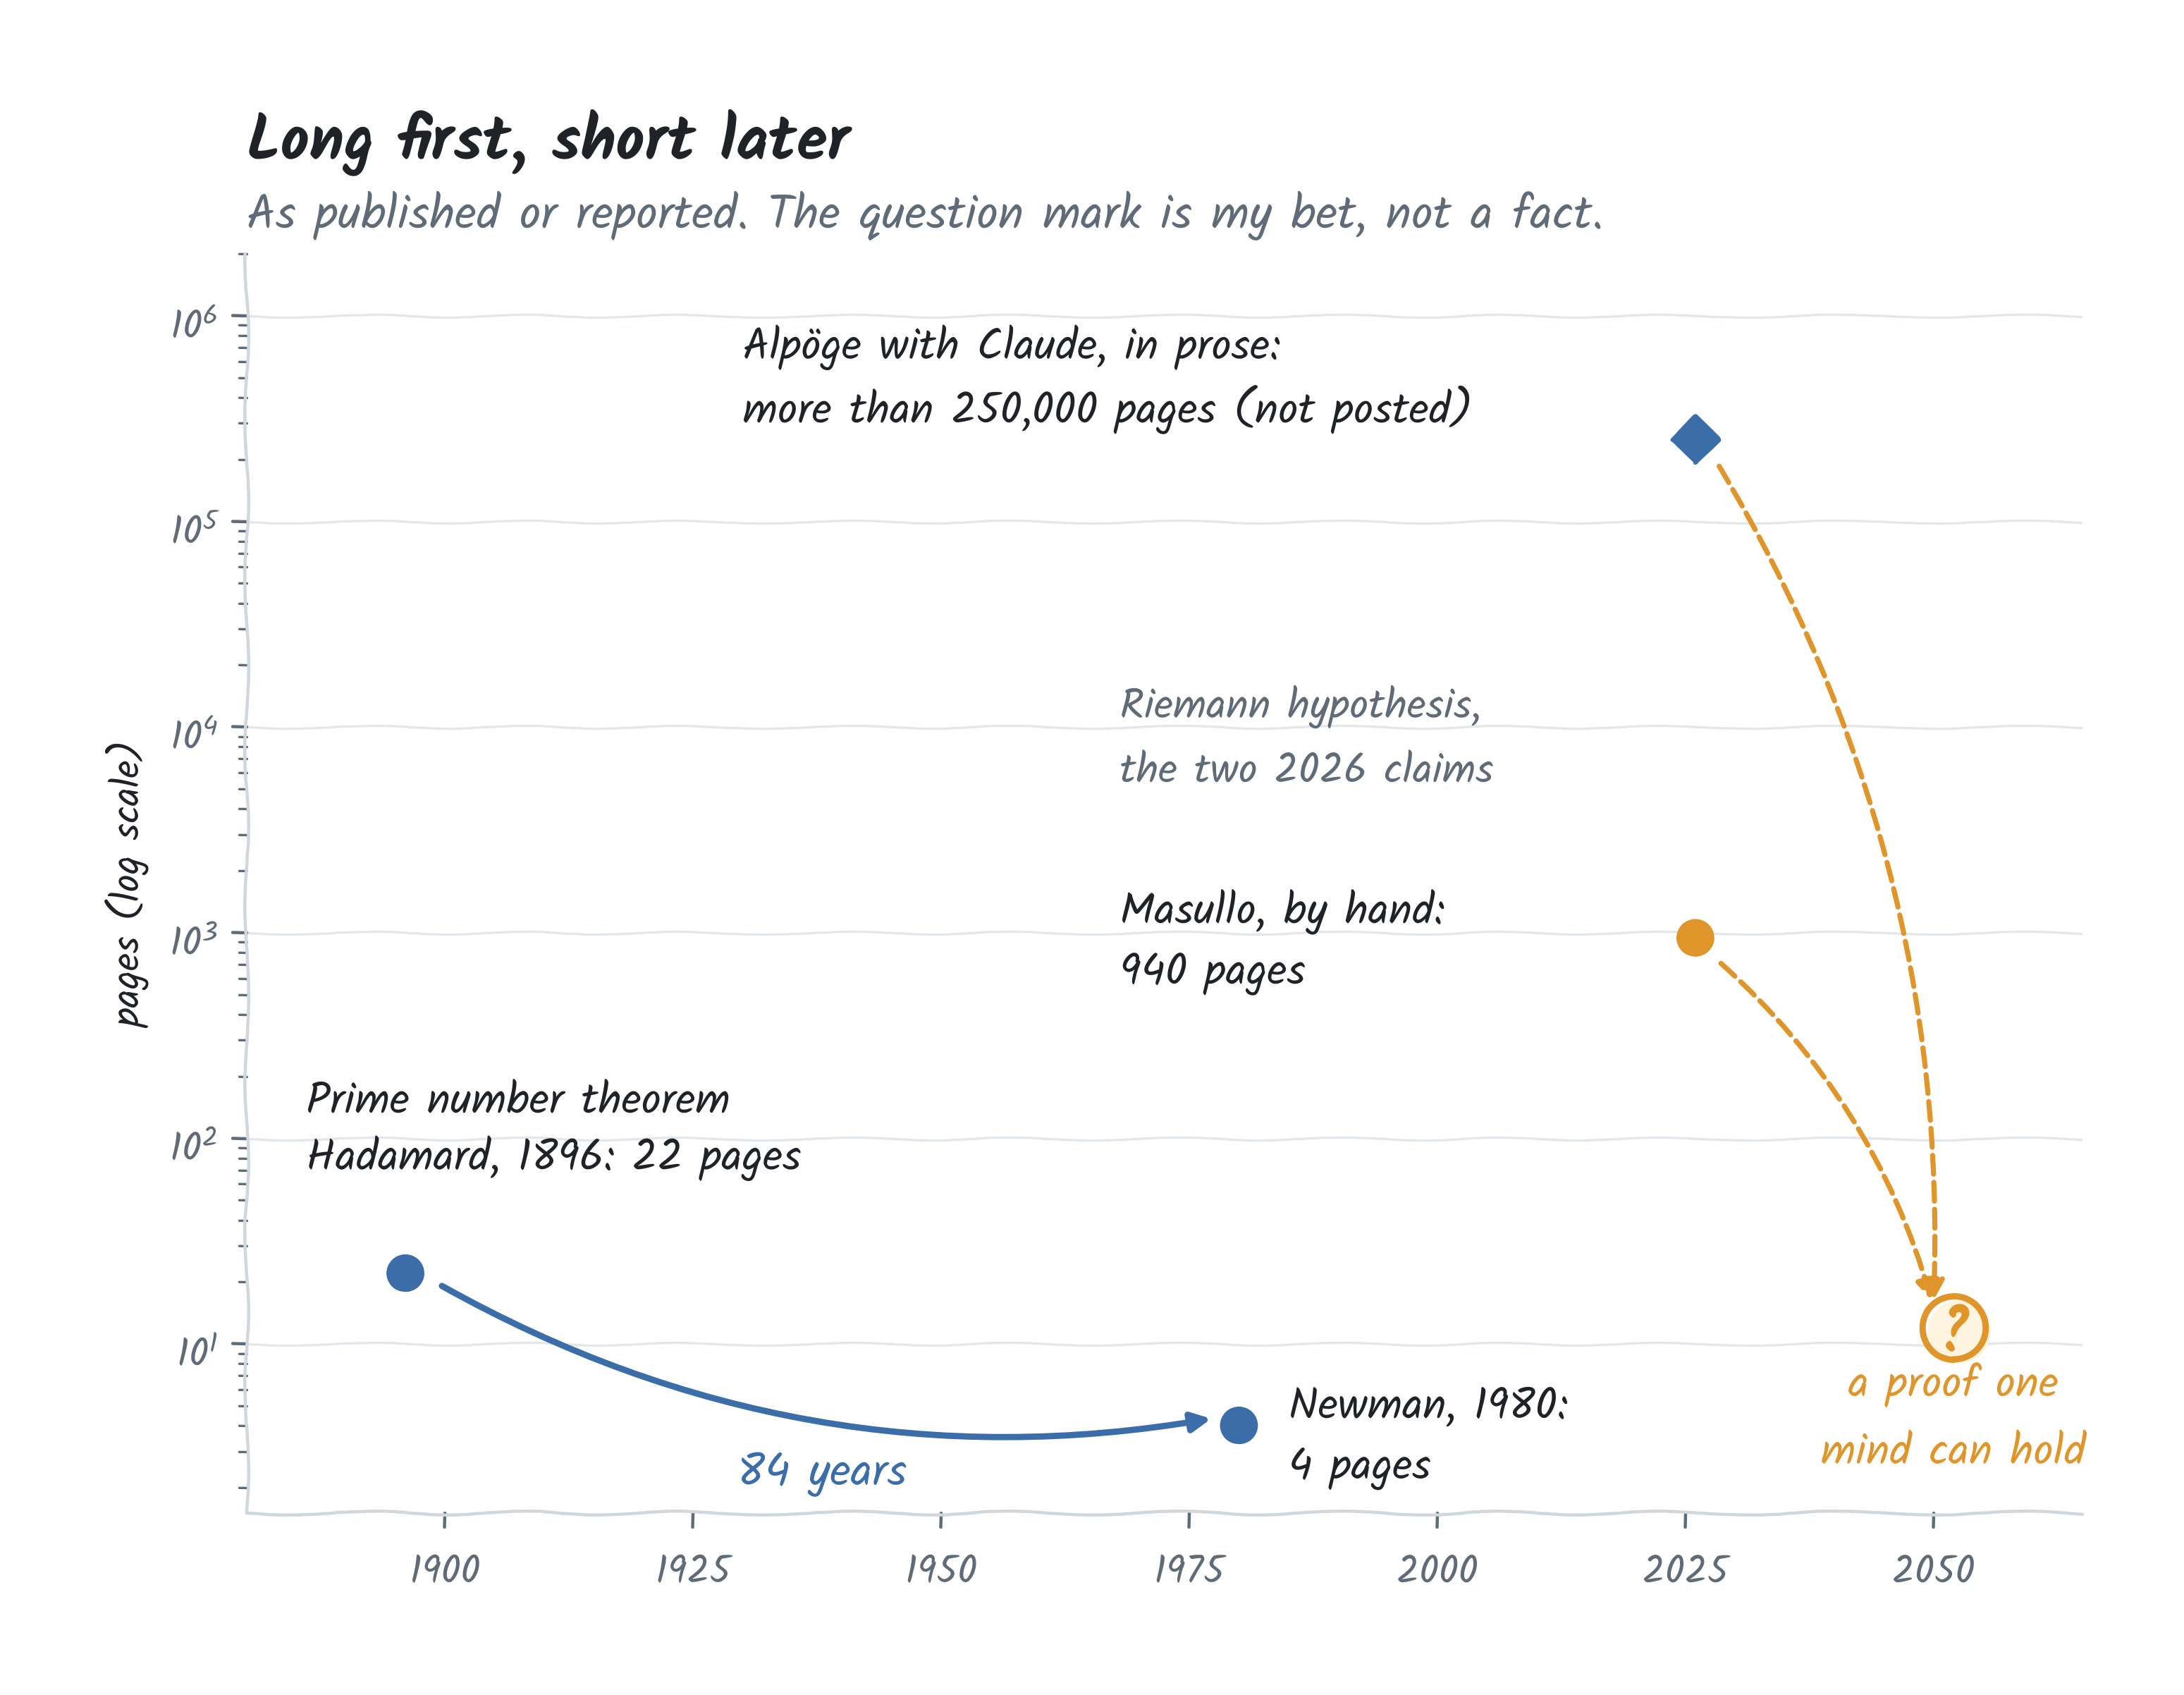 Long first, short later
As published or reported. The question mark is my bet, not a fact.
pages (log scale)
10⁶
10⁵
10⁴
10³
10²
10¹
Alpöge with Claude, in prose:
more than 250,000 pages (not posted)
Riemann hypothesis,
the two 2026 claims
Masullo, by hand:
940 pages
Prime number theorem
Hadamard, 1896: 22 pages
84 years
Newman, 1980:
4 pages
?
a proof one
mind can hold
1900
1925
1950
1975
2000
2025
2050